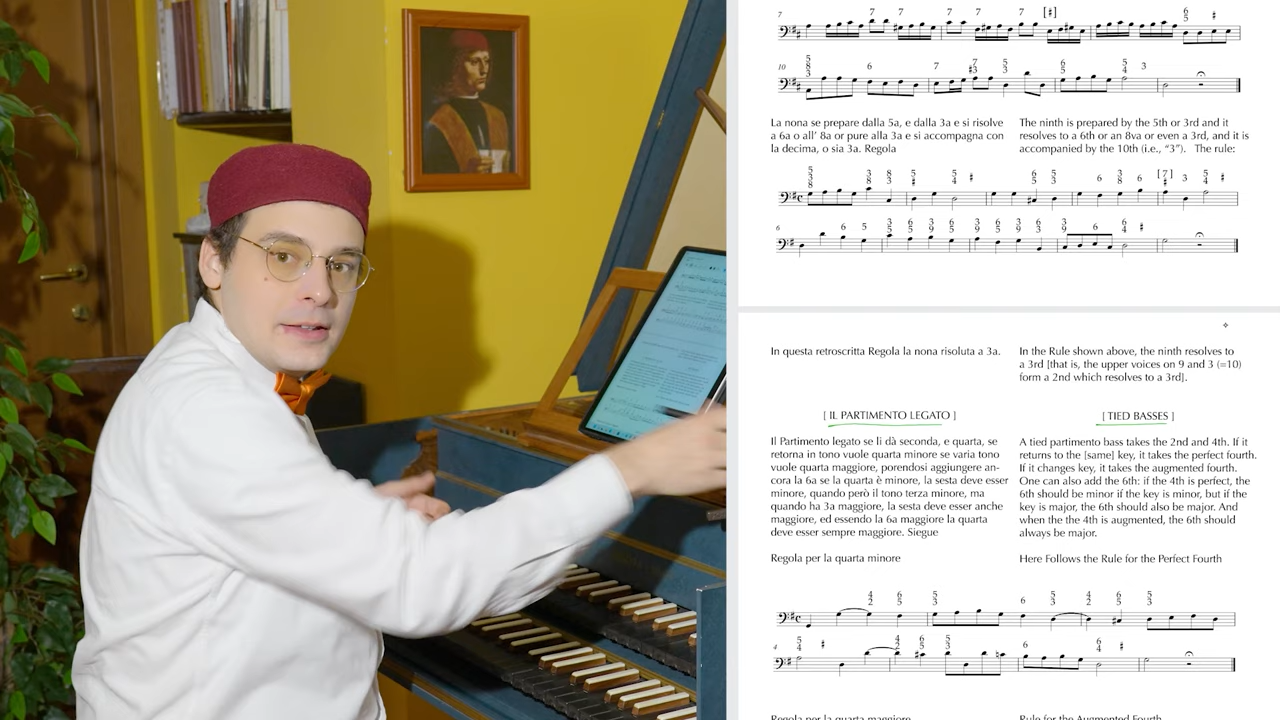 La nona se prepare dalla 5a, e dalla 3a e si risolve
a 6a o all' 8a or pure alla 3a e si accompagna con
la decima, o sia 3a. Regola
The ninth is prepared by the 5th or 3rd and it
resolves to a 6th or an 8va or even a 3rd, and it is
accompanied by the 10th (i.e., “3”). The rule:
In questa retroscritta Regola la nona risoluta a 3a.
In the Rule shown above, the ninth resolves to
a 3rd [that is, the upper voices on 9 and 3 (=10)
form a 2nd which resolves to a 3rd].
[ IL PARTIMENTO LEGATO ]
Il Partimento legato se li dà seconda, e quarta, se
retorna in tono vuole quarta minore se varia tono
vuole quarta maggiore, porendosi aggiungere an-
cora la 6a se la quarta è minore, la sesta deve esser
minore, quando però il tono terza minore, ma
quando ha 3a maggiore, la sesta deve esser anche
maggiore, ed essendo la 6a maggiore la quarta
deve esser sempre maggiore. Siegue
Regola per la quarta minore
[ TIED BASSES ]
A tied partimento bass takes the 2nd and 4th. If it
returns to the [same] key, it takes the perfect fourth.
If it changes key, it takes the augmented fourth.
One can also add the 6th: if the 4th is perfect, the
6th should be minor if the key is minor, but if the
key is major, the 6th should also be major. And
when the the 4th is augmented, the 6th should
always be major.
Here Follows the Rule for the Perfect Fourth
Regola per la quarta maggiore
Rule for the Augmented Fourth